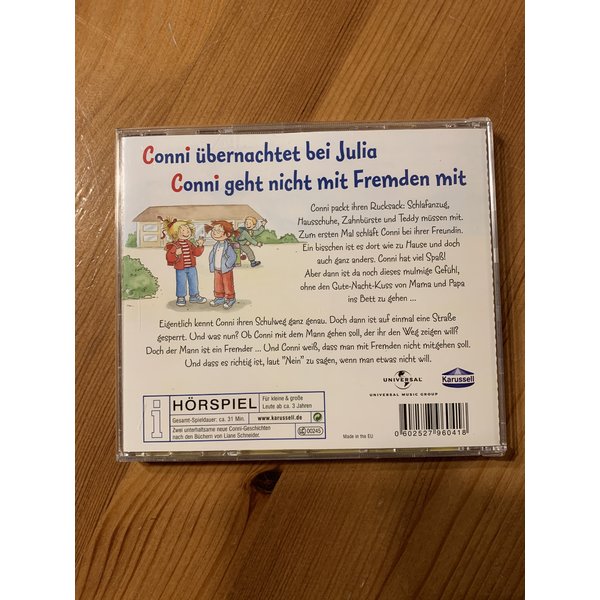 Conni übernachtet bei Julia
Conni geht nicht mit Fremden mit
Conni packt ihren Rucksack: Schlafanzug,
Hausschuhe, Zahnbürste und Teddy müssen mit.
Zum ersten Mal schläft Conni bei ihrer Freundin.
Ein bisschen ist es dort wie zu Hause und doch
auch ganz anders. Conni hat viel Spaß!
Aber dann ist da noch dieses mulmige Gefühl,
ohne den Gute-Nacht-Kuss von Mama und Papa
ins Bett zu gehen ...
Eigentlich kennt Conni ihren Schulweg ganz genau. Doch dann ist auf einmal eine Straße
gesperrt. Und was nun? Ob Conni mit dem Mann gehen soll, der ihr den Weg zeigen will?
Doch der Mann ist ein Fremder ... Und Conni weiß, dass man mit Fremden nicht mitgehen soll.
Und dass es richtig ist, laut "Nein" zu sagen, wenn man etwas nicht will.
i HÖRSPIEL
Für kleine & große
Leute ab ca. 3 Jahren
Gesamt-Spieldauer: ca. 31 Min.
www.karussell.de
Zwei unterhaltsame neue Conni-Geschichten
nach den Büchern von Liane Schneider.
LC 00245
Made in the EU
UNIVERSAL
UNIVERSAL MUSIC GROUP
Karussell
0 602527 960418